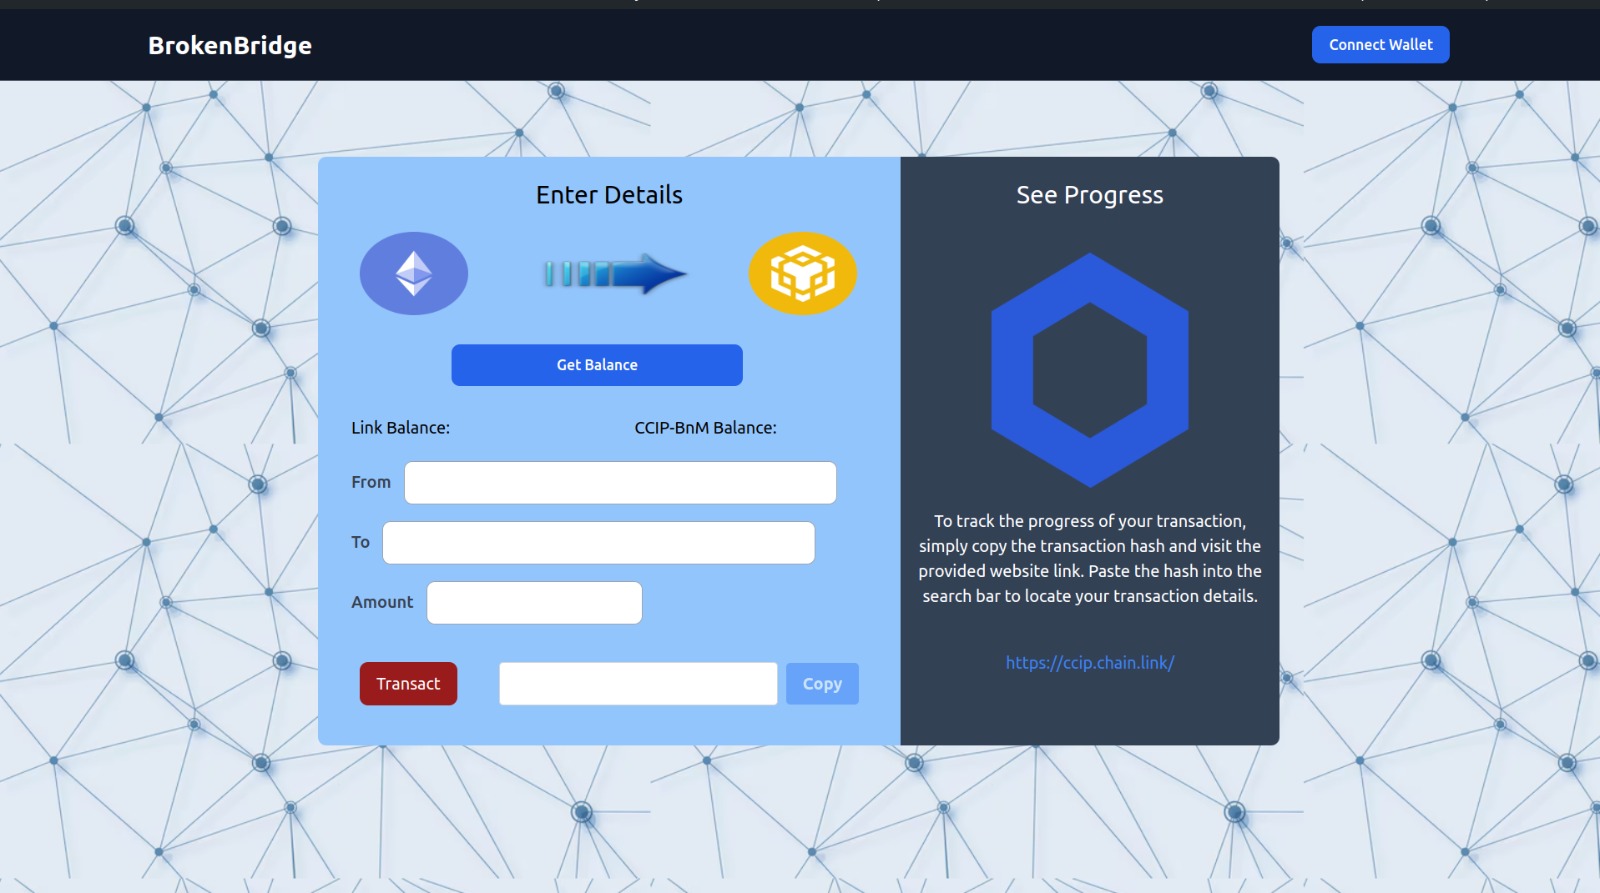 BrokenBridge
Connect Wallet
Enter Details
Get Balance
Link Balance:
CCIP-BnM Balance:
From
To
Amount
Transact
Copy
See Progress
To track the progress of your transaction,
simply copy the transaction hash and visit the
provided website link. Paste the hash into the
search bar to locate your transaction details.
https://ccip.chain.link/